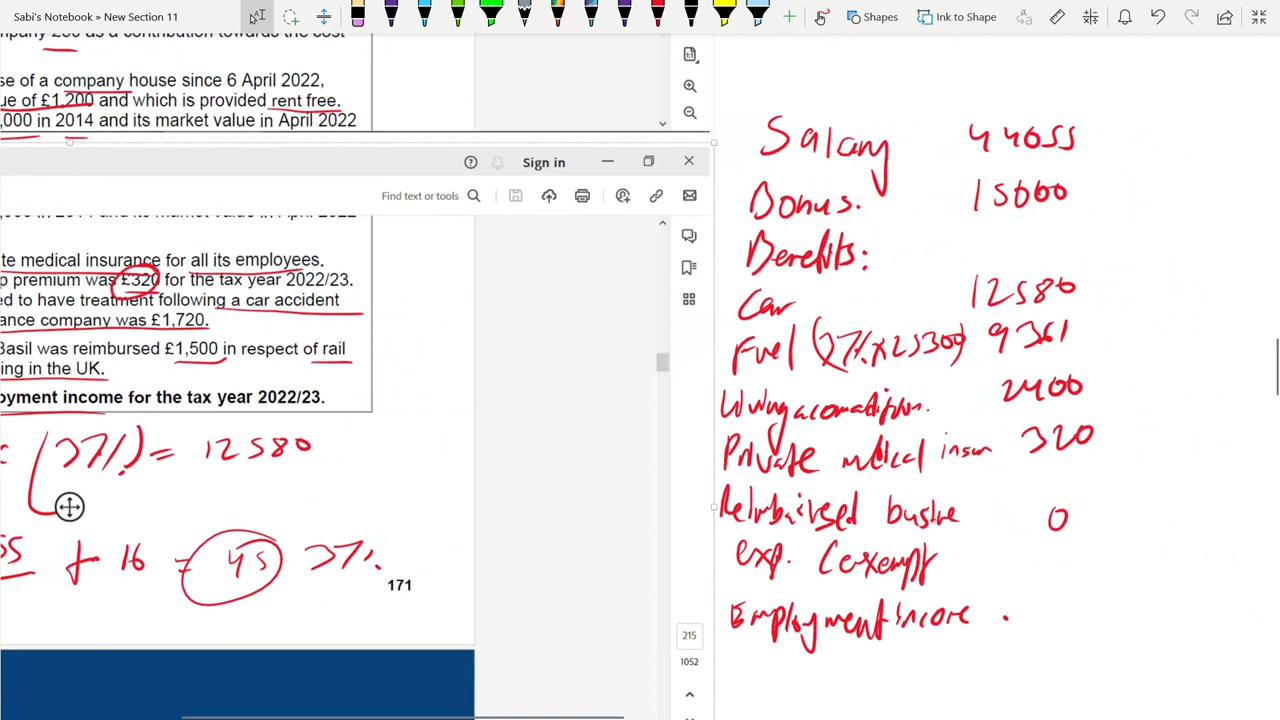 Sabi's Notebook » New Section 11
Shapes
Ink to Shape
company £50 as a contribution towards the cost
se of a company house since 6 April 2022,
ue of £1,200 and which is provided rent free.
,000 in 2014 and its market value in April 2022
Sign in
Find text or tools
te medical insurance for all its employees.
p premium was £320 for the tax year 2022/23.
ed to have treatment following a car accident
ance company was £1,720.
Basil was reimbursed £1,500 in respect of rail
ing in the UK.
oyment income for the tax year 2022/23.
(37%) = 12580
55 + 16 = 45 37%
171
215
1052
Salary 44055
Bonus. 15000
Benefits:
Car 12580
Fuel (37% x 25300) 9361
Living accomodation. 2400
Private medical insur 320
Reimbursed busine 0
exp. (exempt
Employment income